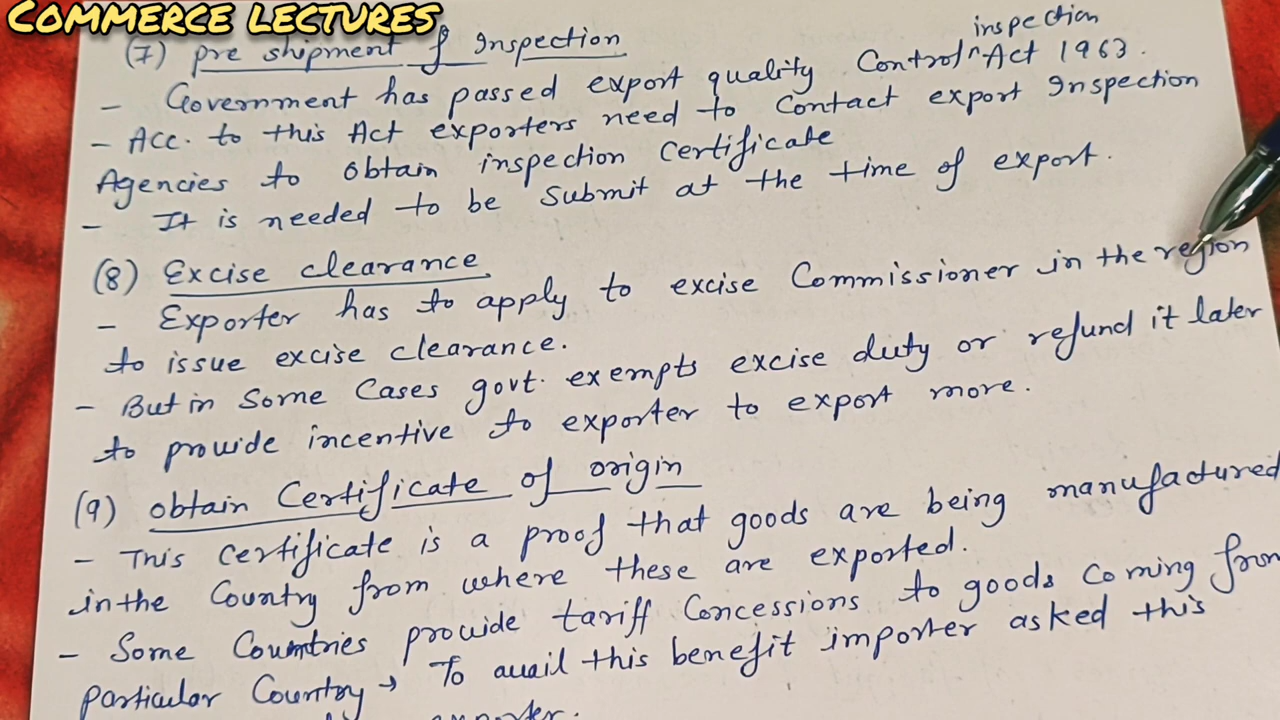 COMMERCE LECTURES
(7) pre shipment & Inspection
inspection
- Government has passed export quality Control ^ Act 1963.
- Acc. to this Act exporters need to Contact export Inspection
Agencies to obtain inspection certificate
- It is needed to be submit at the time of export.
(8) Excise clearance
- Exporter has to apply to excise Commissioner in the region
to issue excise clearance.
- But in Some Cases govt. exempts excise duty or refund it later
to provide incentive to exporter to export more.
(9) obtain Certificate of origin
- This certificate is a proof that goods are being manufactured
in the Country from where these are exported.
- Some Countries provide tariff Concessions to goods coming from
particular Country → To avail this benefit importer asked this
exporter.